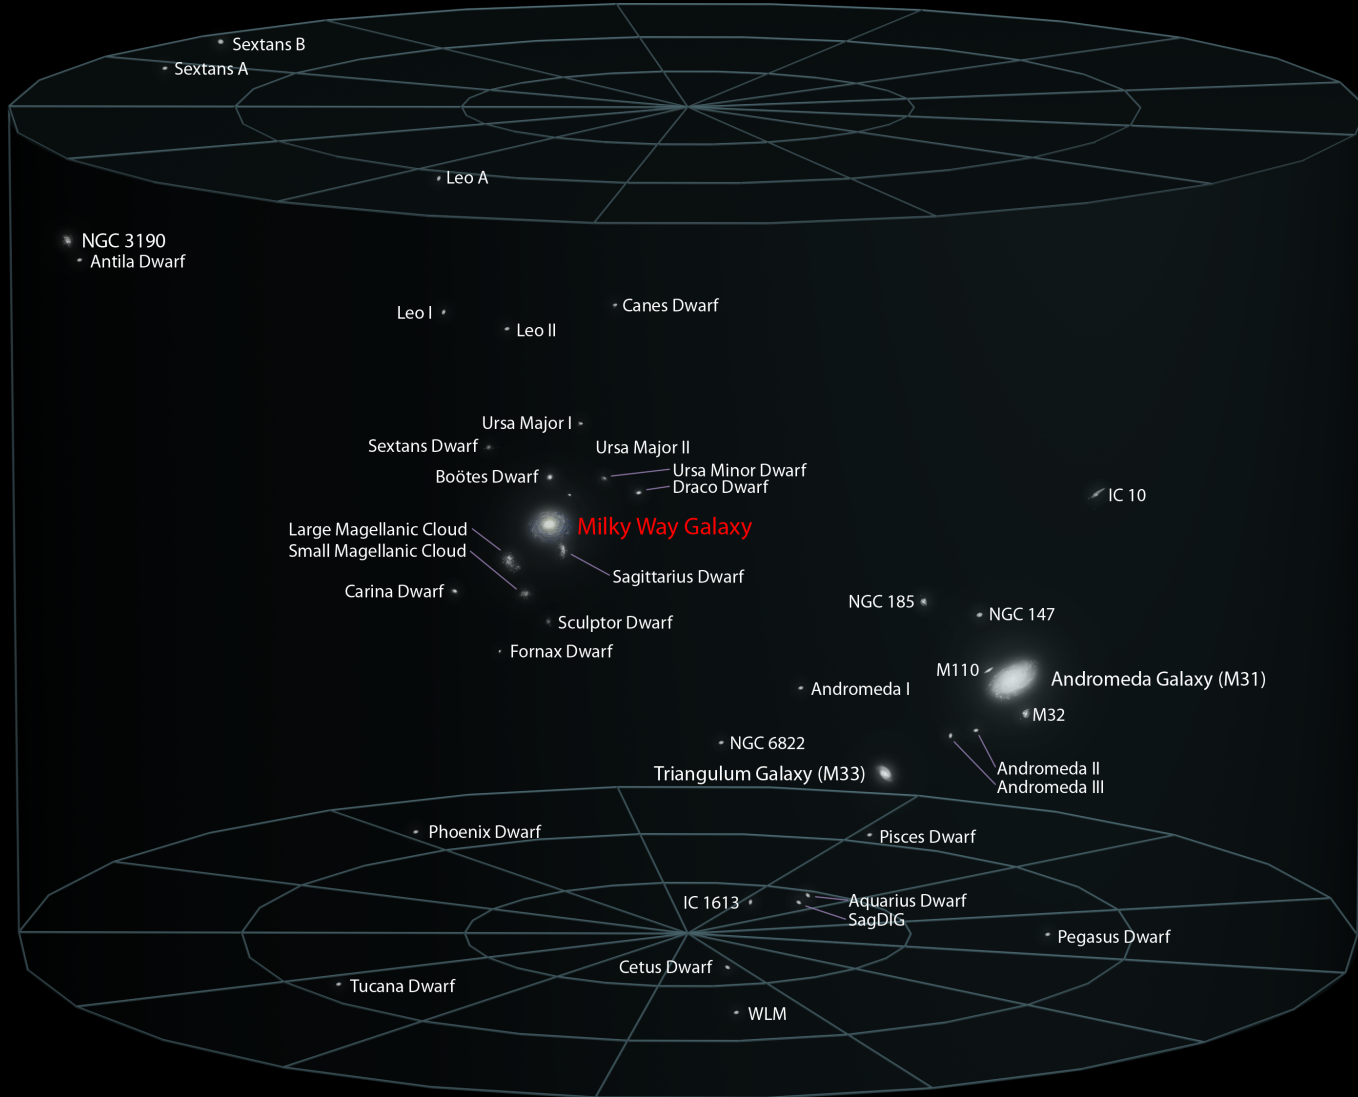 Sextans B
Sextans A
Leo A
NGC 3190
Antila Dwarf
Leo I
Canes Dwarf
Leo II
Ursa Major I
Sextans Dwarf
Ursa Major II
Boötes Dwarf
Ursa Minor Dwarf
Draco Dwarf
IC 10
Large Magellanic Cloud
Milky Way Galaxy
Small Magellanic Cloud
Sagittarius Dwarf
Carina Dwarf
NGC 185
NGC 147
Sculptor Dwarf
Fornax Dwarf
M110
Andromeda Galaxy (M31)
Andromeda I
M32
NGC 6822
Triangulum Galaxy (M33)
Andromeda II
Andromeda III
Phoenix Dwarf
Pisces Dwarf
IC 1613
Aquarius Dwarf
SagDIG
Pegasus Dwarf
Cetus Dwarf
Tucana Dwarf
WLM